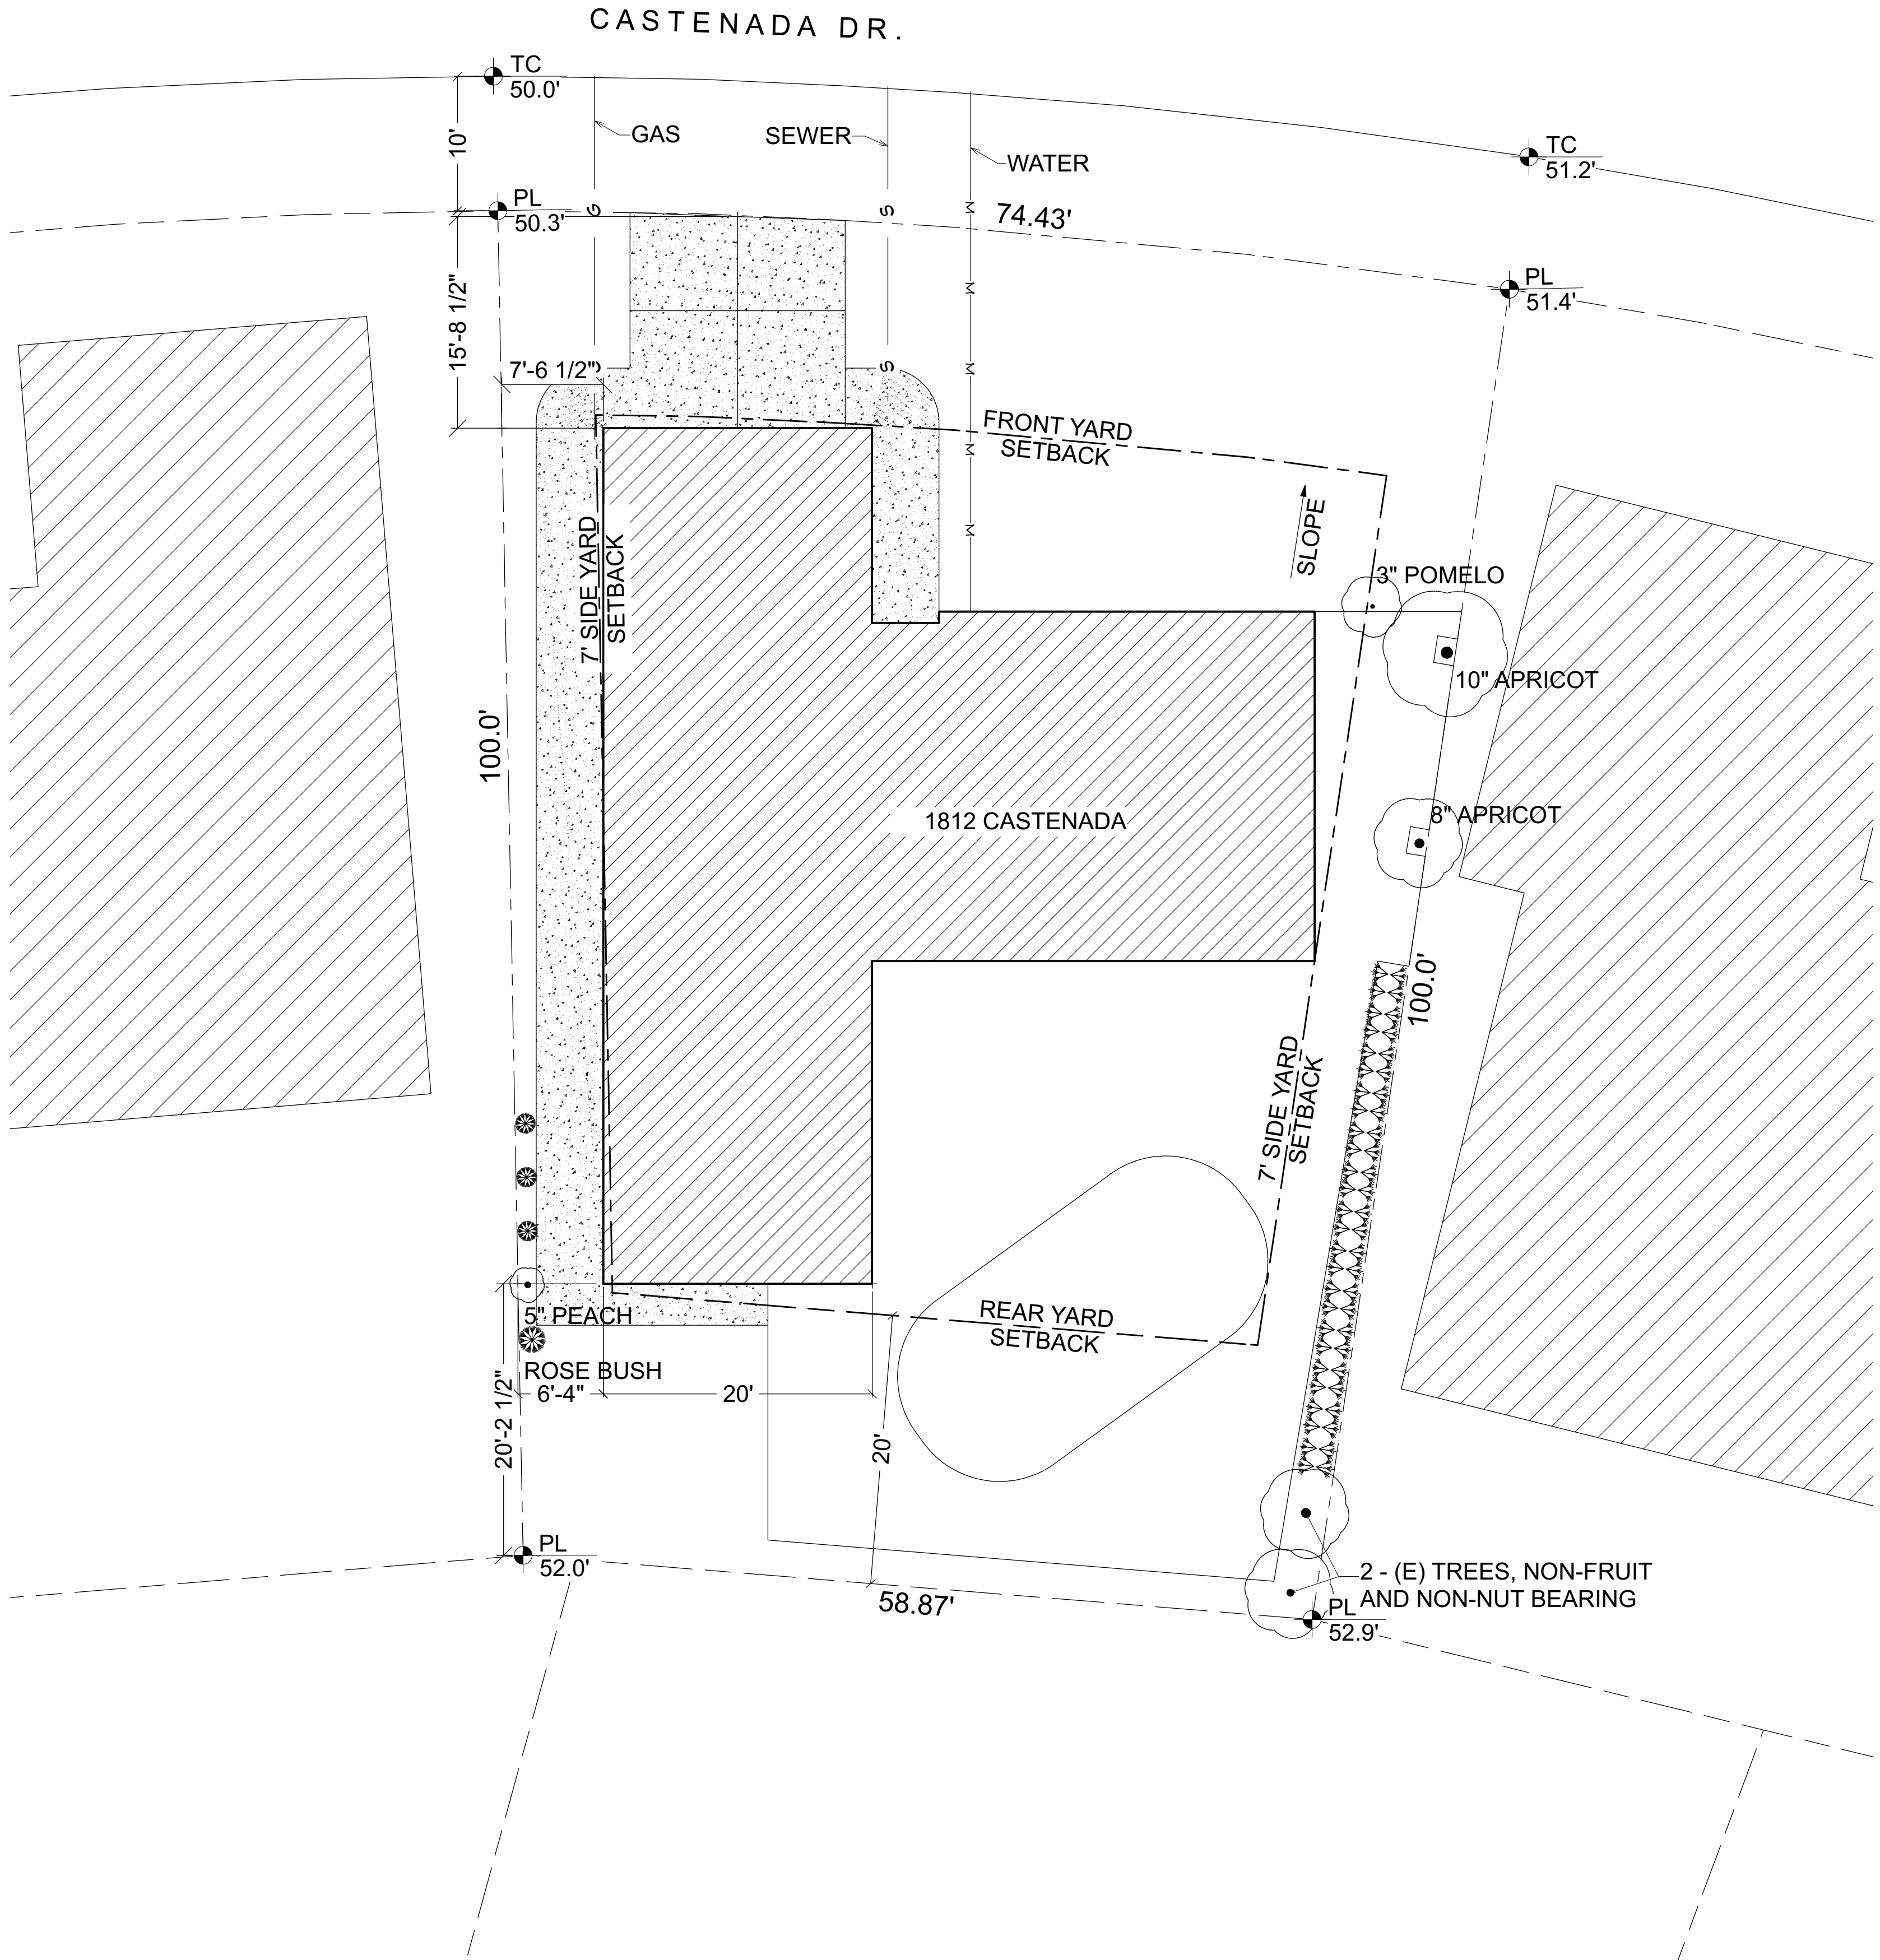 CASTENADA DR.
TC
50.0'
10'
GAS
SEWER
WATER
TC
51.2'
PL
50.3'
G
S
M
74.43'
PL
51.4'
15'-8 1/2"
M
7'-6 1/2"
S
M
FRONT YARD
SETBACK
M
SLOPE
M
7' SIDE YARD
SETBACK
3" POMELO
10" APRICOT
100.0'
1812 CASTENADA
8" APRICOT
100.0'
7' SIDE YARD
SETBACK
5" PEACH
REAR YARD
SETBACK
ROSE BUSH
6'-4"
20'
20'-2 1/2"
20'
PL
52.0'
2 - (E) TREES, NON-FRUIT
AND NON-NUT BEARING
58.87'
PL
52.9'